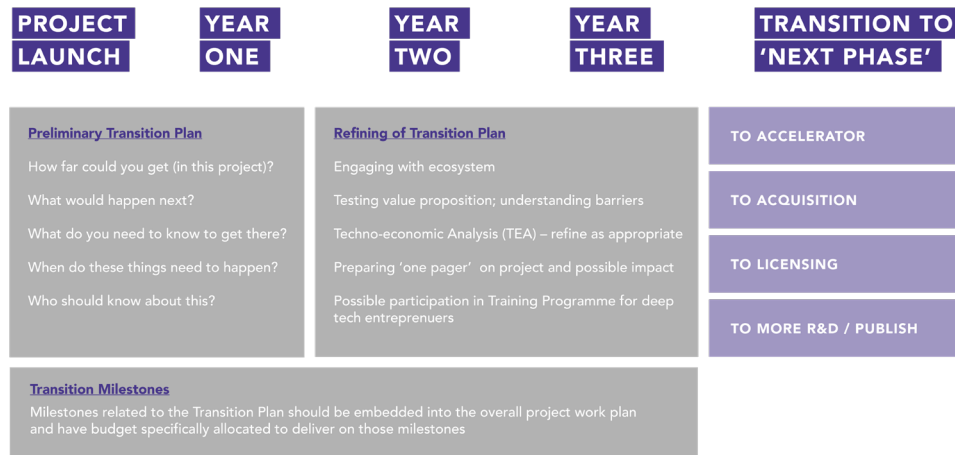 PROJECT
LAUNCH
YEAR
ONE
YEAR
TWO
YEAR
THREE
TRANSITION TO
‘NEXT PHASE’
Preliminary Transition Plan
How far could you get (in this project)?
What would happen next?
What do you need to know to get there?
When do these things need to happen?
Who should know about this?
Refining of Transition Plan
Engaging with ecosystem
Testing value proposition; understanding barriers
Techno-economic Analysis (TEA) – refine as appropriate
Preparing ‘one pager’ on project and possible impact
Possible participation in Training Programme for deep
tech entreprenuers
TO ACCELERATOR
TO ACQUISITION
TO LICENSING
TO MORE R&D / PUBLISH
Transition Milestones
Milestones related to the Transition Plan should be embedded into the overall project work plan
and have budget specifically allocated to deliver on those milestones